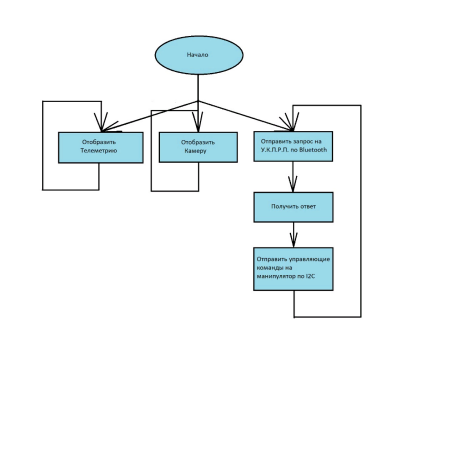 Начало
Отобразить
Телеметрию
Отобразить
Камеру
Отправить запрос на
У.К.П.Р.П. по Bluetooth
Получить ответ
Отправить управляющие
команды на
манипулятор по I2C